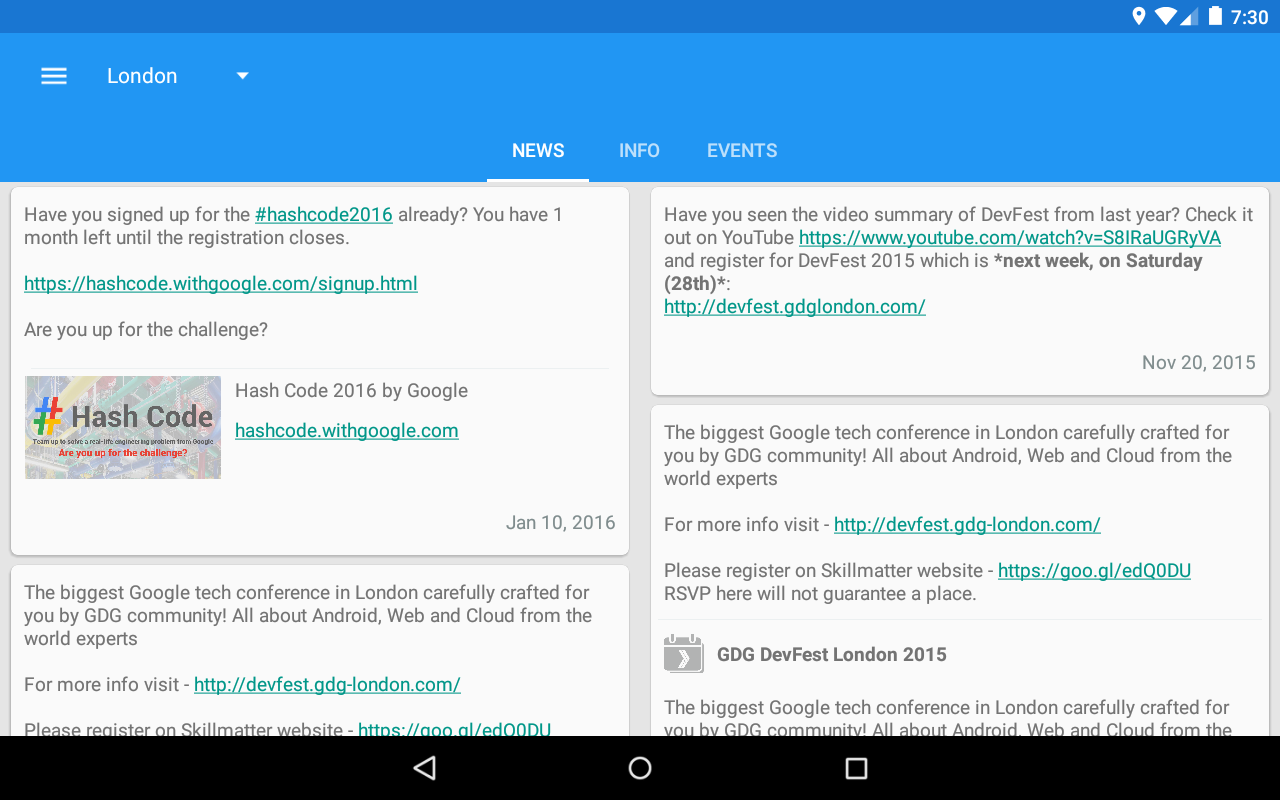 7:30
London
NEWS
INFO
EVENTS
Have you signed up for the #hashcode2016 already? You have 1
month left until the registration closes.
https://hashcode.withgoogle.com/signup.html
Are you up for the challenge?
# Hash Code
Team up to solve a real-life engineering problem from Google
Are you up for the challenge?
Hash Code 2016 by Google
hashcode.withgoogle.com
Jan 10, 2016
The biggest Google tech conference in London carefully crafted for
you by GDG community! All about Android, Web and Cloud from the
world experts
For more info visit - http://devfest.gdg-london.com/
Please register on Skillmatter website - https://goo.gl/edQ0DU
Have you seen the video summary of DevFest from last year? Check it
out on YouTube https://www.youtube.com/watch?v=S8IRaUGRyVA
and register for DevFest 2015 which is *next week, on Saturday
(28th)*:
http://devfest.gdglondon.com/
Nov 20, 2015
The biggest Google tech conference in London carefully crafted for
you by GDG community! All about Android, Web and Cloud from the
world experts
For more info visit - http://devfest.gdg-london.com/
Please register on Skillmatter website - https://goo.gl/edQ0DU
RSVP here will not guarantee a place.
GDG DevFest London 2015
The biggest Google tech conference in London carefully crafted for
you by GDG community! All about Android, Web and Cloud from the